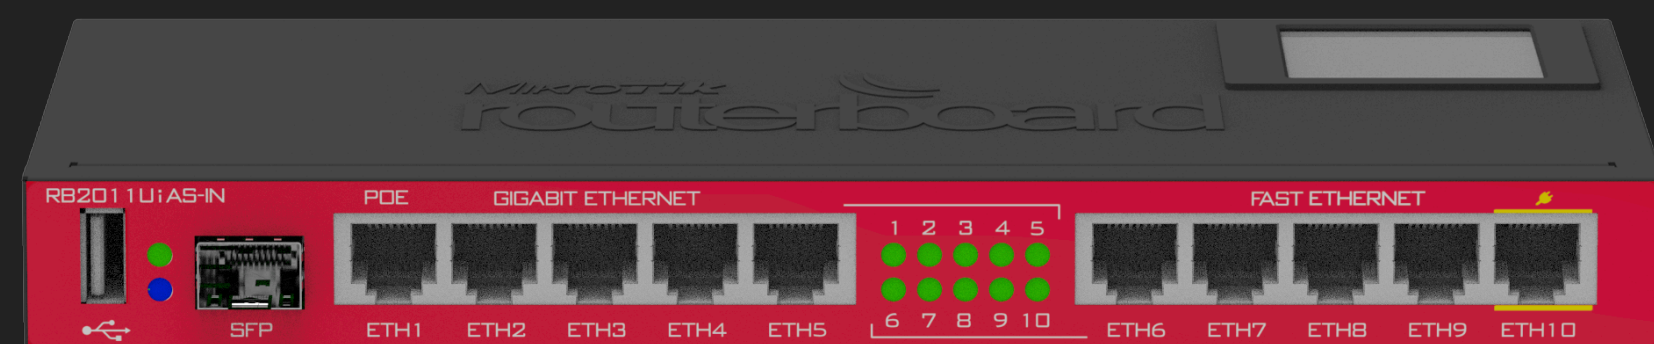 MikroTik
routerboard
RB2011UiAS-IN
POE
GIGABIT ETHERNET
FAST ETHERNET
1 2 3 4 5
6 7 8 9 10
SFP
ETH1 ETH2 ETH3 ETH4 ETH5
ETH6 ETH7 ETH8 ETH9 ETH10